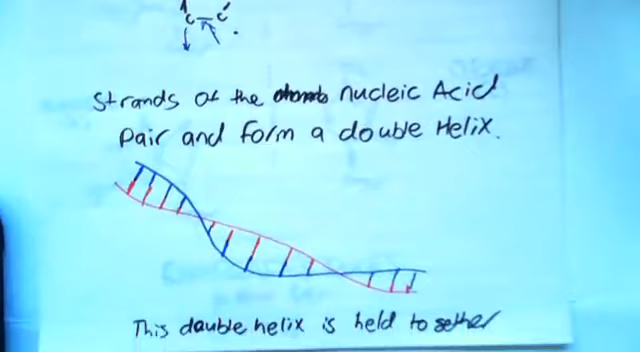 C-C
Strands of the nucleic Acid
Pair and form a double Helix.
This double helix is held together